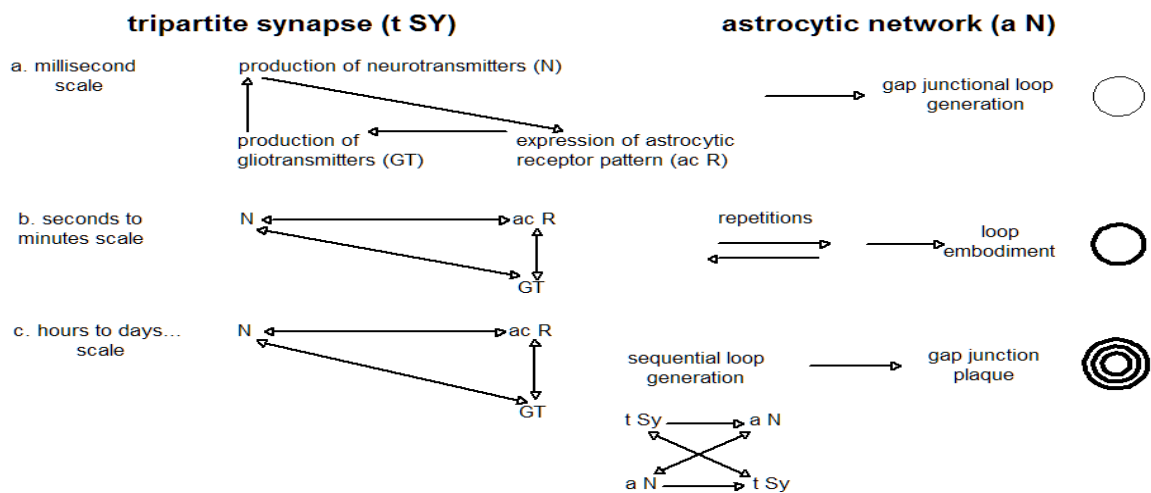 tripartite synapse (t SY)
astrocytic network (a N)
a. millisecond
scale
production of neurotransmitters (N)
production of
gliotransmitters (GT)
expression of astrocytic
receptor pattern (ac R)
gap junctional loop
generation
b. seconds to
minutes scale
N
ac R
GT
repetitions
loop
embodiment
c. hours to days...
scale
N
ac R
GT
sequential loop
generation
gap junction
plaque
t Sy
a N
a N
t Sy